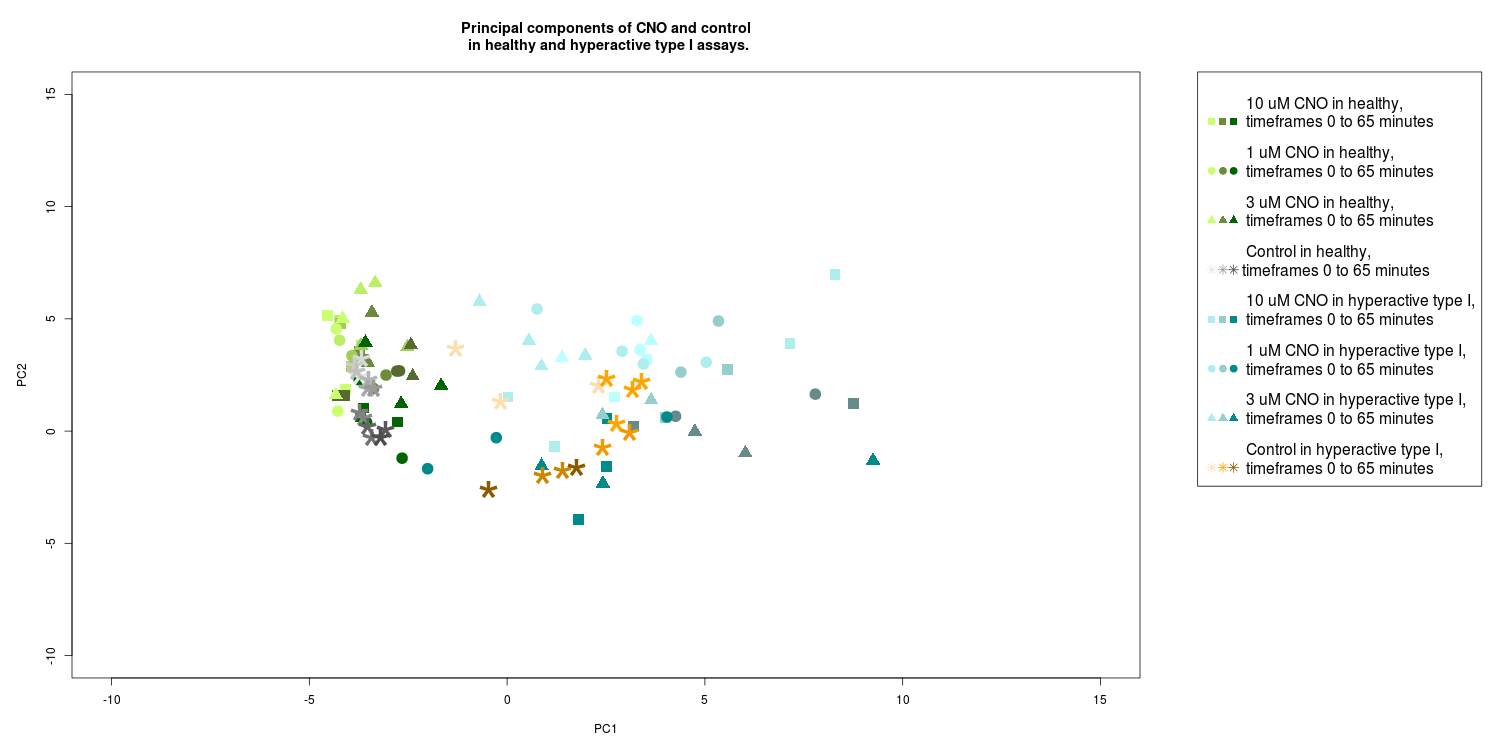 Principal components of CNO and control
in healthy and hyperactive type I assays.
15
10
5
0
-5
-10
PC2
-10
-5
0
5
10
15
PC1
10 uM CNO in healthy,
timeframes 0 to 65 minutes
1 uM CNO in healthy,
timeframes 0 to 65 minutes
3 uM CNO in healthy,
timeframes 0 to 65 minutes
Control in healthy,
timeframes 0 to 65 minutes
10 uM CNO in hyperactive type I,
timeframes 0 to 65 minutes
1 uM CNO in hyperactive type I,
timeframes 0 to 65 minutes
3 uM CNO in hyperactive type I,
timeframes 0 to 65 minutes
Control in hyperactive type I,
timeframes 0 to 65 minutes